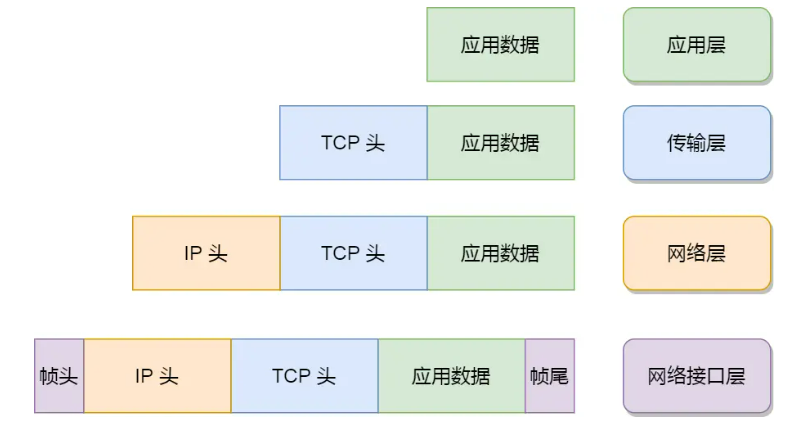 应用数据 应用层
TCP 头 应用数据 传输层
IP 头 TCP 头 应用数据 网络层
帧头 IP 头 TCP 头 应用数据 帧尾 网络接口层